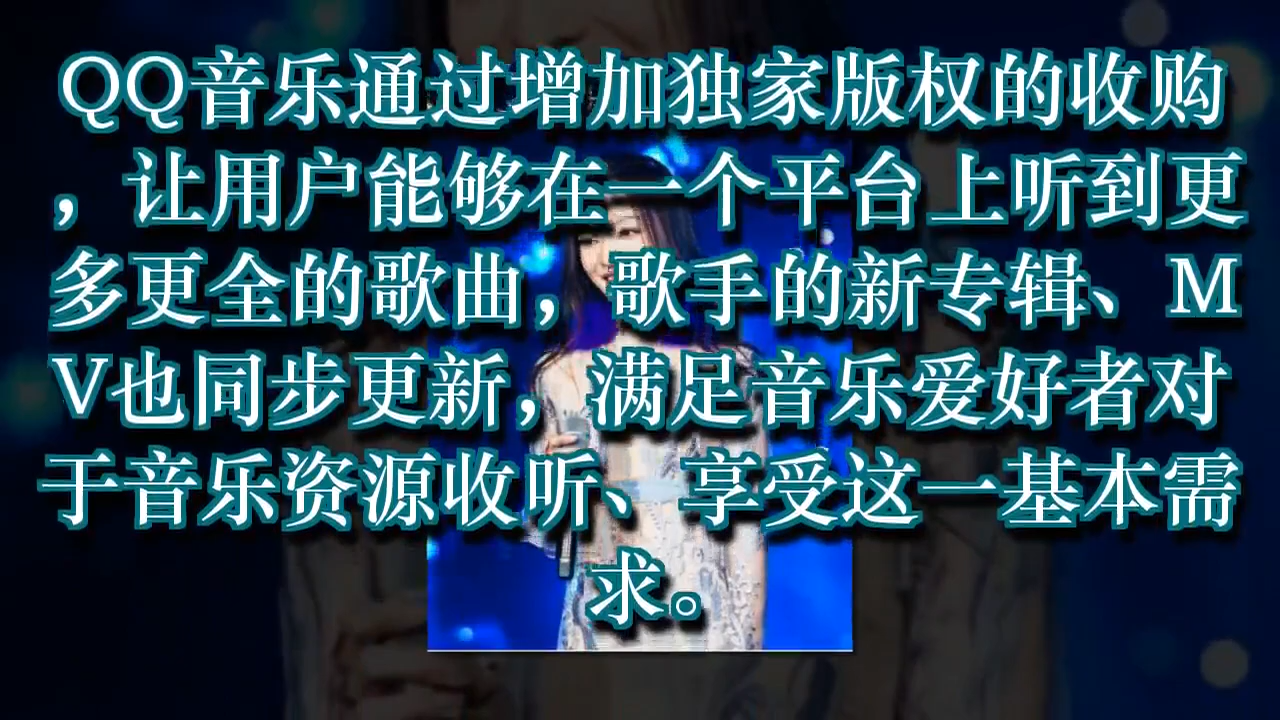 QQ音乐通过增加独家版权的收购
，让用户能够在一个平台上听到更
多更全的歌曲，歌手的新专辑、M
V也同步更新，满足音乐爱好者对
于音乐资源收听、享受这一基本需
求。